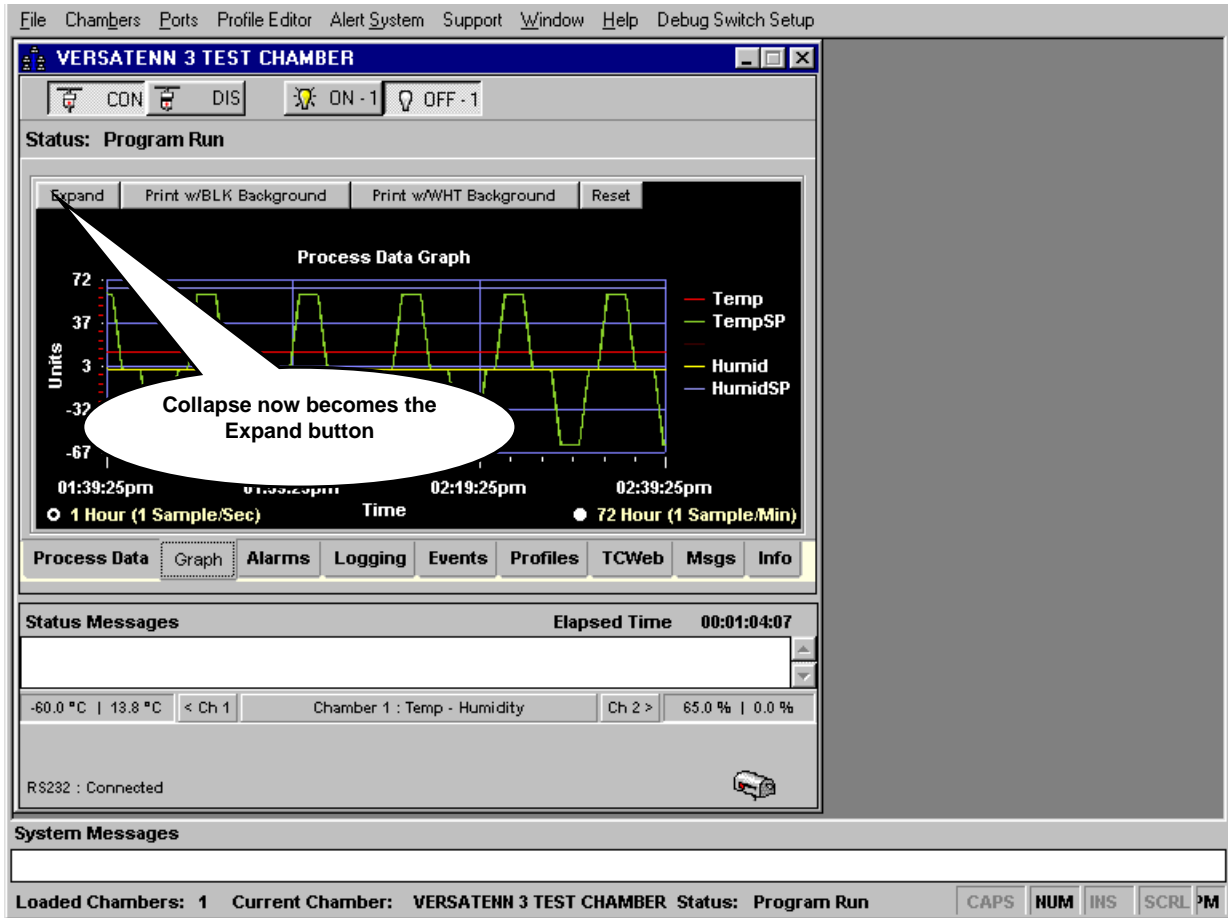 File Chambers Ports Profile Editor Alert System Support Window Help Debug Switch Setup
VERSATENN 3 TEST CHAMBER
CON DIS ON - 1 OFF - 1
Status: Program Run
Expand Print w/BLK Background Print w/WHT Background Reset
Process Data Graph
72
37
3
-32
-67
Units
Temp
TempSP
Humid
HumidSP
Collapse now becomes the
Expand button
01:39:25pm 02:19:25pm 02:39:25pm
Time
1 Hour (1 Sample/Sec) 72 Hour (1 Sample/Min)
Process Data Graph Alarms Logging Events Profiles TCWeb Msgs Info
Status Messages Elapsed Time 00:01:04:07
-60.0 °C | 13.8 °C < Ch 1 Chamber 1 : Temp - Humidity Ch 2 > 65.0 % | 0.0 %
RS232 : Connected
System Messages
Loaded Chambers: 1 Current Chamber: VERSATENN 3 TEST CHAMBER Status: Program Run CAPS NUM INS SCRL PM